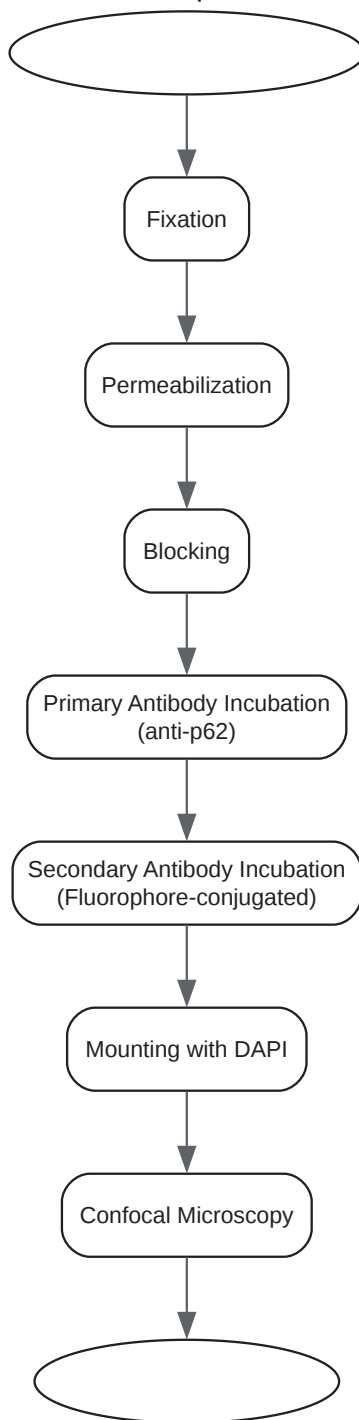 Fixation
Permeabilization
Blocking
Primary Antibody Incubation
(anti-p62)
Secondary Antibody Incubation
(Fluorophore-conjugated)
Mounting with DAPI
Confocal Microscopy